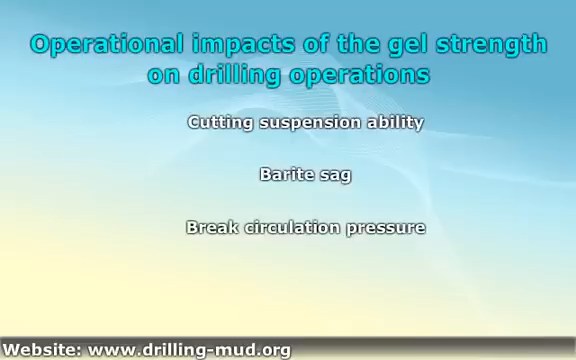 Operational impacts of the gel strength
on drilling operations
Cutting suspension ability
Barite sag
Break circulation pressure
Website: www.drilling-mud.org